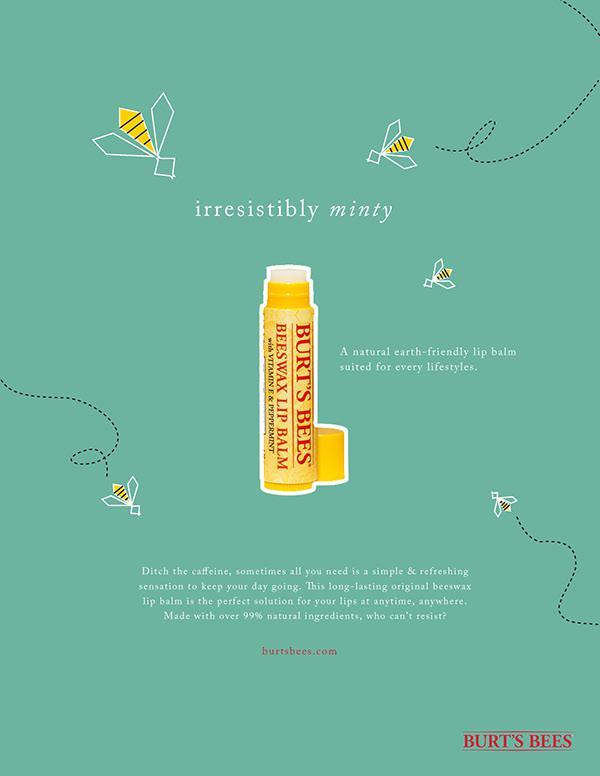 irresistibly minty
BURT'S BEES
BEESWAX LIP BALM
with VITAMIN E & PEPPERMINT
A natural earth-friendly lip balm
suited for every lifestyles.
Ditch the caffeine, sometimes all you need is a simple & refreshing
sensation to keep your day going. This long-lasting original beeswax
lip balm is the perfect solution for your lips at anytime, anywhere.
Made with over 99% natural ingredients, who can't resist?
burtsbees.com
BURT'S BEES